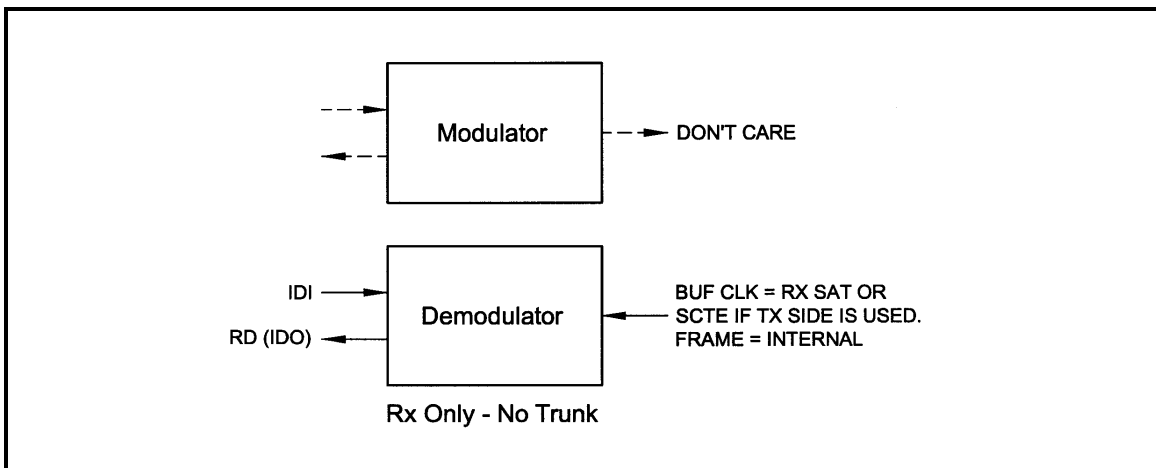 Modulator
DON'T CARE
IDI
RD (IDO)
Demodulator
BUF CLK = RX SAT OR
SCTE IF TX SIDE IS USED.
FRAME = INTERNAL
Rx Only - No Trunk